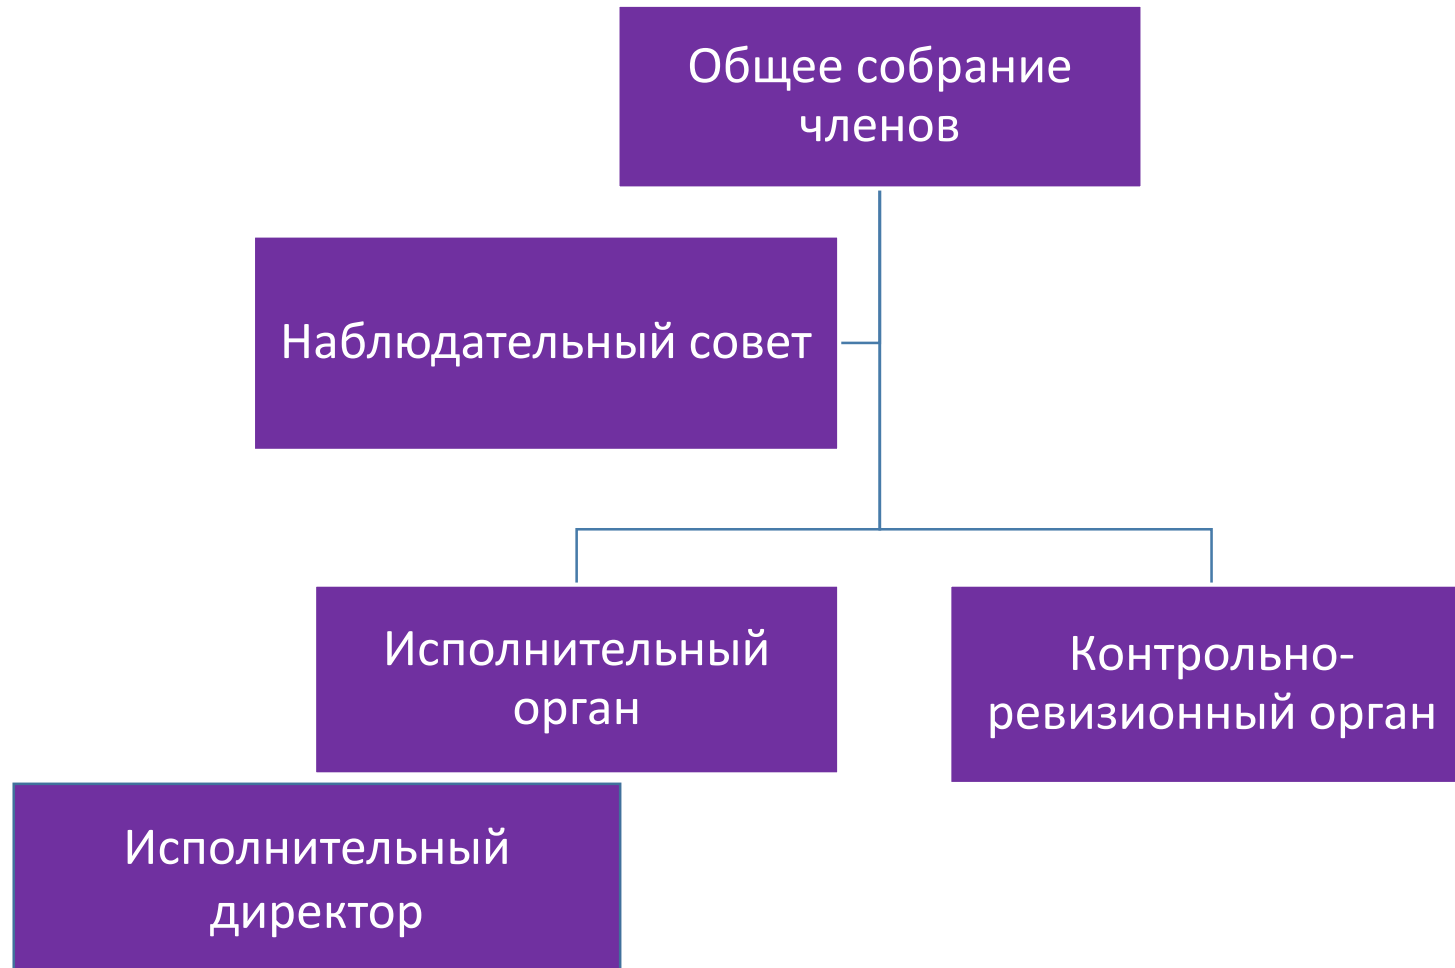 Общее собрание
членов
Наблюдательный совет
Исполнительный
орган
Контрольно-
ревизионный орган
Исполнительный
директор